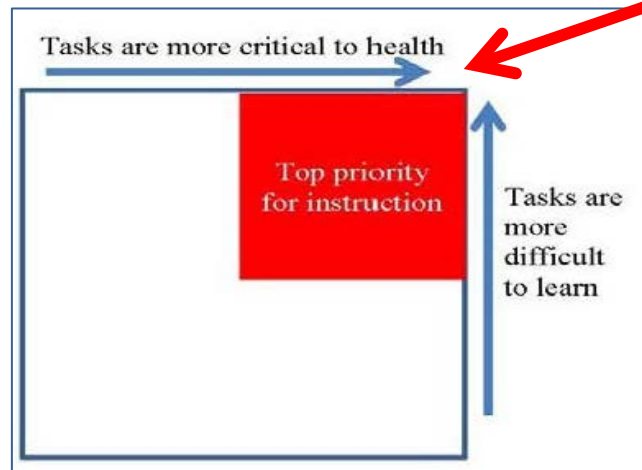 Tasks are more critical to health
Top priority
for instruction
Tasks are
more
difficult
to learn